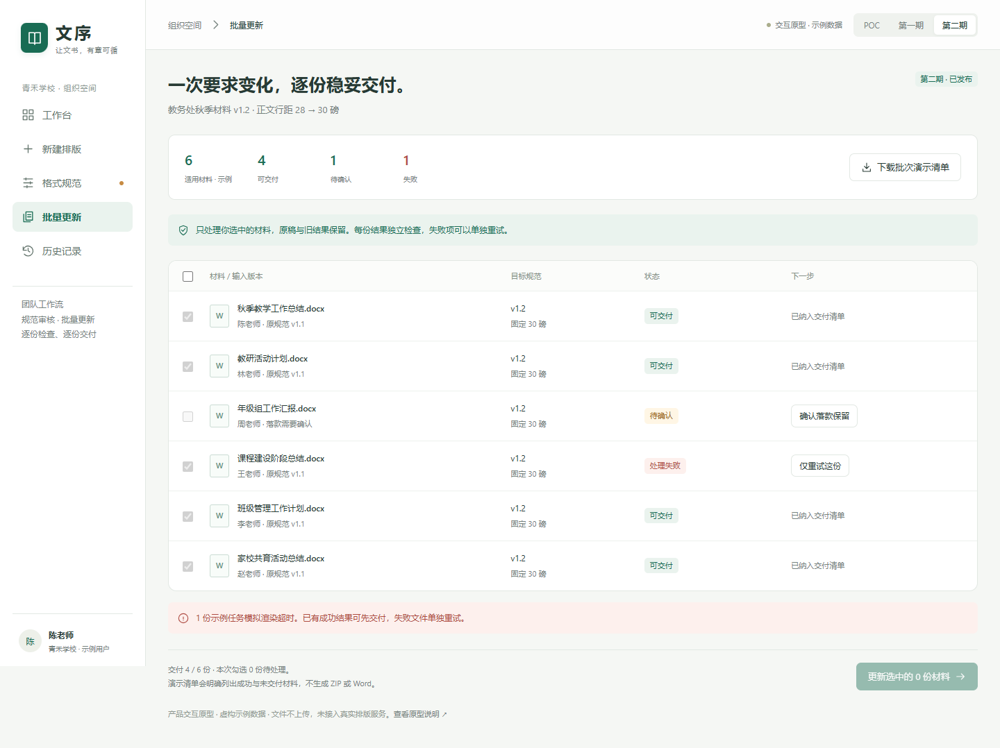 文序
让文书，有章可循
青禾学校 · 组织空间
工作台
新建排版
格式规范
批量更新
历史记录
团队工作流
规范审核 · 批量更新
逐份检查、逐份交付
陈
陈老师
青禾学校 · 示例用户
组织空间
批量更新
交互原型 · 示例数据
POC
第一期
第二期
一次要求变化，逐份稳妥交付。
教务处秋季材料 v1.2 · 正文行距 28 → 30 磅
第二期 · 已发布
6
适用材料 · 示例
4
可交付
1
待确认
1
失败
下载批次演示清单
只处理你选中的材料，原稿与旧结果保留。每份结果独立检查，失败项可以单独重试。
材料 / 输入版本
目标规范
状态
下一步
W
秋季教学工作总结.docx
陈老师 · 原规范 v1.1
v1.2
固定 30 磅
可交付
已纳入交付清单
W
教研活动计划.docx
林老师 · 原规范 v1.1
v1.2
固定 30 磅
可交付
已纳入交付清单
W
年级组工作汇报.docx
周老师 · 落款需要确认
v1.2
固定 30 磅
待确认
确认落款保留
W
课程建设阶段总结.docx
王老师 · 原规范 v1.1
v1.2
固定 30 磅
处理失败
仅重试这份
W
班级管理工作计划.docx
李老师 · 原规范 v1.1
v1.2
固定 30 磅
可交付
已纳入交付清单
W
家校共育活动总结.docx
赵老师 · 原规范 v1.1
v1.2
固定 30 磅
可交付
已纳入交付清单
1 份示例任务模拟渲染超时。已有成功结果可先交付，失败文件单独重试。
交付 4 / 6 份 · 本次勾选 0 份待处理。
演示清单会明确列出成功与未交付材料，不生成 ZIP 或 Word。
更新选中的 0 份材料 →
产品交互原型 · 虚构示例数据 · 文件不上传，未接入真实排版服务。查看原型说明 ↗